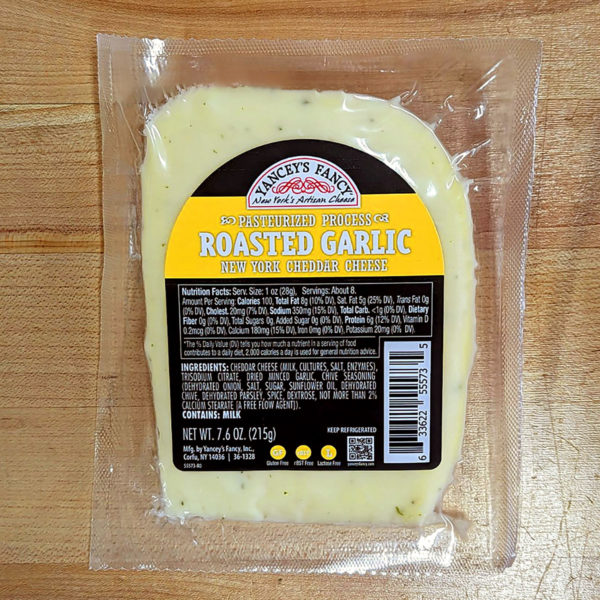 YANCEY'S FANCY
New York's Artisan Cheese
PASTEURIZED PROCESS
ROASTED GARLIC
NEW YORK CHEDDAR CHEESE
Nutrition Facts: Serv. Size: 1 oz (28g), Servings: About 8,
Amount Per Serving: Calories 100, Total Fat 8g (10% DV), Sat. Fat 5g (25% DV), Trans Fat 0g
(0% DV), Cholest. 20mg (7% DV), Sodium 350mg (15% DV), Total Carb. <1g (0% DV), Dietary
Fiber 0g (0% DV), Total Sugars 0g, Added Sugar 0g (0% DV), Protein 6g (12% DV), Vitamin D
0.2mcg (0% DV), Calcium 180mg (15% DV), Iron 0mg (0% DV), Potassium 20mg (0% DV).
*The % Daily Value (DV) tells you how much a nutrient in a serving of food
contributes to a daily diet. 2,000 calories a day is used for general nutrition advice.
INGREDIENTS: CHEDDAR CHEESE (MILK, CULTURES, SALT, ENZYMES),
TRISODIUM CITRATE, DRIED MINCED GARLIC, CHIVE SEASONING
(DEHYDRATED ONION, SALT, SUGAR, SUNFLOWER OIL, DEHYDRATED
CHIVE, DEHYDRATED PARSLEY, SPICE, DEXTROSE, NOT MORE THAN 2%
CALCIUM STEARATE [A FREE FLOW AGENT]).
CONTAINS: MILK
NET WT. 7.6 OZ. (215g)
KEEP REFRIGERATED
Mfg. by Yancey's Fancy, Inc.,
Corfu, NY 14036 | 36-1328
55573-R0
Gluten Free
rBST Free
Lactose Free
yanceysfancy.com
6 33622 55573 5